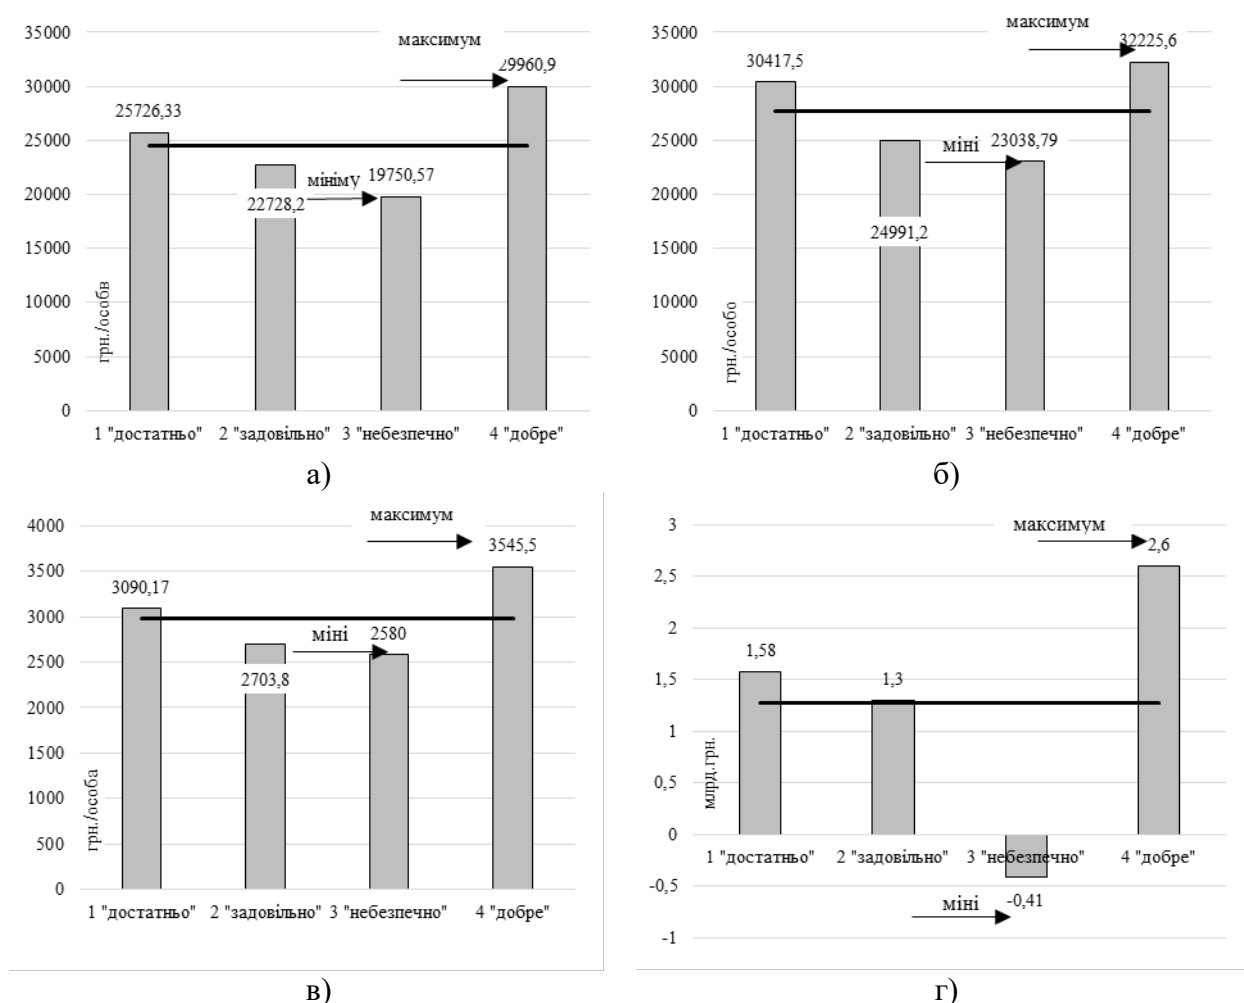 35000
30000
25000
20000
15000
10000
5000
0
грн./особв
максимум
29960,9
25726,33
мініму
19750,57
22728,2
1 "достатньо" 2 "задовільно" 3 "небезпечно" 4 "добре"
а)
35000
30000
25000
20000
15000
10000
5000
0
грн./особо
максимум
32225,6
30417,5
міні
23038,79
24991,2
1 "достатньо" 2 "задовільно" 3 "небезпечно" 4 "добре"
б)
4000
3500
3000
2500
2000
1500
1000
500
0
грн./особа
максимум
3545,5
3090,17
міні
2580
2703,8
1 "достатньо" 2 "задовільно" 3 "небезпечно" 4 "добре"
в)
3
2,5
2
1,5
1
0,5
0
-0,5
-1
млрд.грн.
максимум
2,6
1,58
1,3
1 "достатньо" 2 "задовільно" 3 "небезпечно" 4 "добре"
міні
-0,41
г)